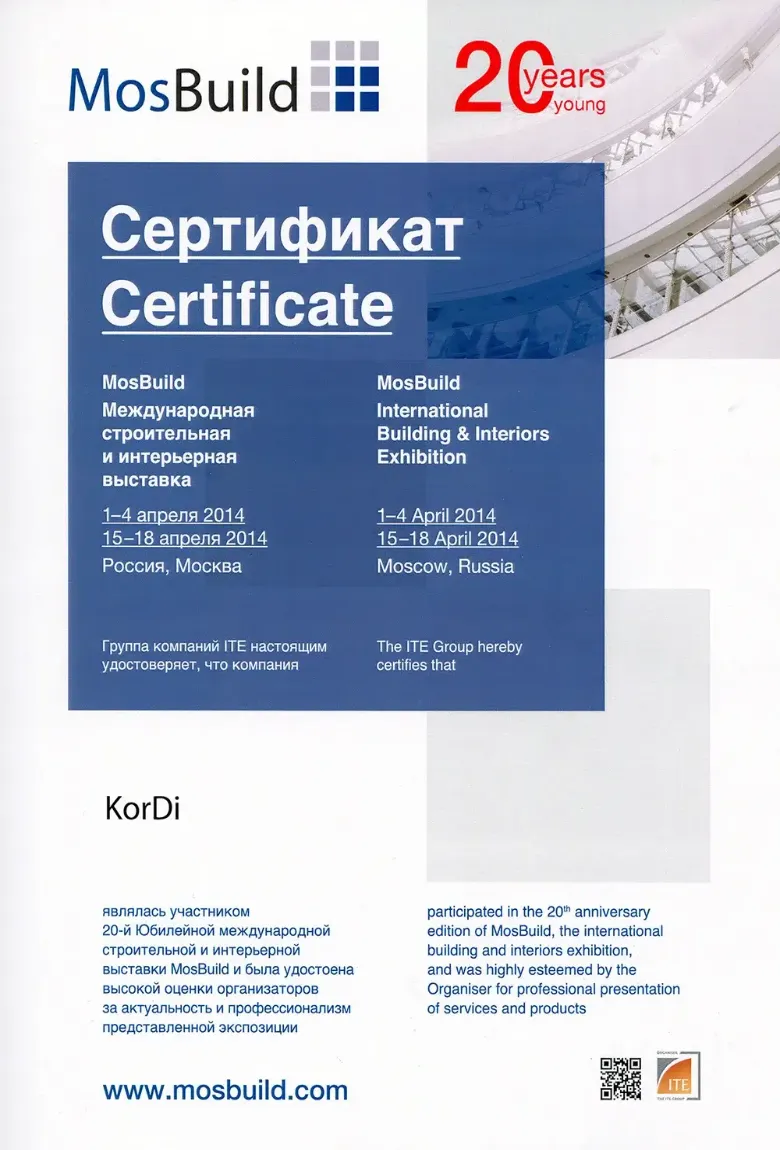 MosBuild
20 years
young
Сертификат
Certificate
MosBuild
Международная
строительная
и интерьерная
выставка
1–4 апреля 2014
15–18 апреля 2014
Россия, Москва
Группа компаний ITE настоящим
удостоверяет, что компания
MosBuild
International
Building & Interiors
Exhibition
1–4 April 2014
15–18 April 2014
Moscow, Russia
The ITE Group hereby
certifies that
KorDi
являлась участником
20-й Юбилейной международной
строительной и интерьерной
выставки MosBuild и была удостоена
высокой оценки организаторов
за актуальность и профессионализм
представленной экспозиции
participated in the 20th anniversary
edition of MosBuild, the international
building and interiors exhibition,
and was highly esteemed by the
Organiser for professional presentation
of services and products
www.mosbuild.com
ITE
THE ITE GROUP